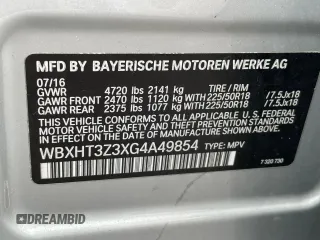 MFD BY BAYERISCHE MOTOREN WERKE AG
07/16
GVWR 4720 lbs 2141 kg TIRE / RIM
GAWR FRONT 2470 lbs 1120 kg WITH 225/50R18 /7.5Jx18
GAWR REAR 2375 lbs 1077 kg WITH 225/50R18 /7.5Jx18
THIS VEHICLE CONFORMS TO ALL APPLICABLE U. S. FEDERAL
MOTOR VEHICLE SAFETY, BUMPER, AND THEFT PREVENTION
STANDARDS IN EFFECT ON THE DATE OF MANUFACTURE
SHOWN ABOVE.
WBXHT3Z3XG4A49854 TYPE: MPV
DREAMBID
AutoBidMaster